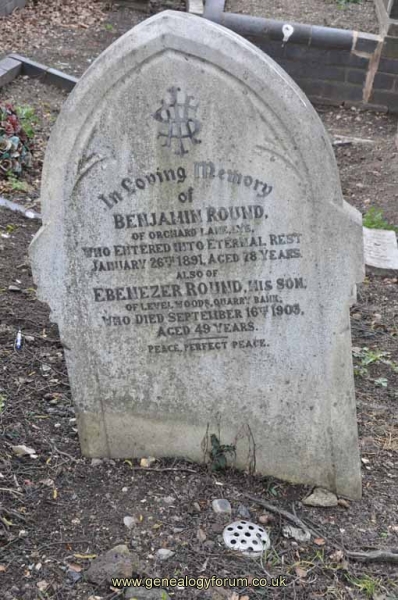 In Loving Memory
of
BENJAMIN ROUND,
OF ORCHARD LANE, LYE,
WHO ENTERED INTO ETERNAL REST
JANUARY 26TH 1891, AGED 78 YEARS.
ALSO OF
EBENEZER ROUND, HIS SON,
OF LEVEL WOODS, QUARRY BANK,
WHO DIED SEPTEMBER 16TH 1903,
AGED 49 YEARS.
PEACE, PERFECT PEACE.
www.genealogyforum.co.uk